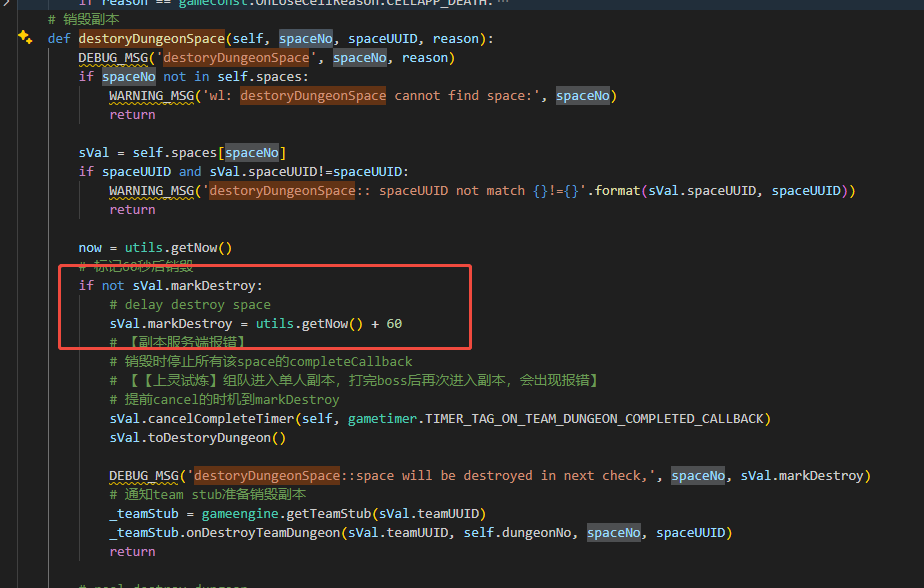 if reason == gameconst.OnLoseCellReason.CELLAPP_DEATH: ...
# 销毁副本
def destoryDungeonSpace(self, spaceNo, spaceUUID, reason):
DEBUG_MSG('destoryDungeonSpace', spaceNo, reason)
if spaceNo not in self.spaces:
WARNING_MSG('wl: destoryDungeonSpace cannot find space:', spaceNo)
return
sVal = self.spaces[spaceNo]
if spaceUUID and sVal.spaceUUID!=spaceUUID:
WARNING_MSG('destoryDungeonSpace:: spaceUUID not match {}!={}'.format(sVal.spaceUUID, spaceUUID))
return
now = utils.getNow()
# 标记60秒后销毁
if not sVal.markDestroy:
# delay destroy space
sVal.markDestroy = utils.getNow() + 60
# 【副本服务端报错】
# 销毁时停止所有该space的completeCallback
# 【【上灵试炼】组队进入单人副本，打完boss后再次进入副本，会出现报错】
# 提前cancel的时机到markDestroy
sVal.cancelCompleteTimer(self, gametimer.TIMER_TAG_ON_TEAM_DUNGEON_COMPLETED_CALLBACK)
sVal.toDestoryDungeon()
DEBUG_MSG('destoryDungeonSpace::space will be destroyed in next check,', spaceNo, sVal.markDestroy)
# 通知team stub准备销毁副本
_teamStub = gameengine.getTeamStub(sVal.teamUUID)
_teamStub.onDestroyTeamDungeon(sVal.teamUUID, self.dungeonNo, spaceNo, spaceUUID)
return
# real destroy dungeon